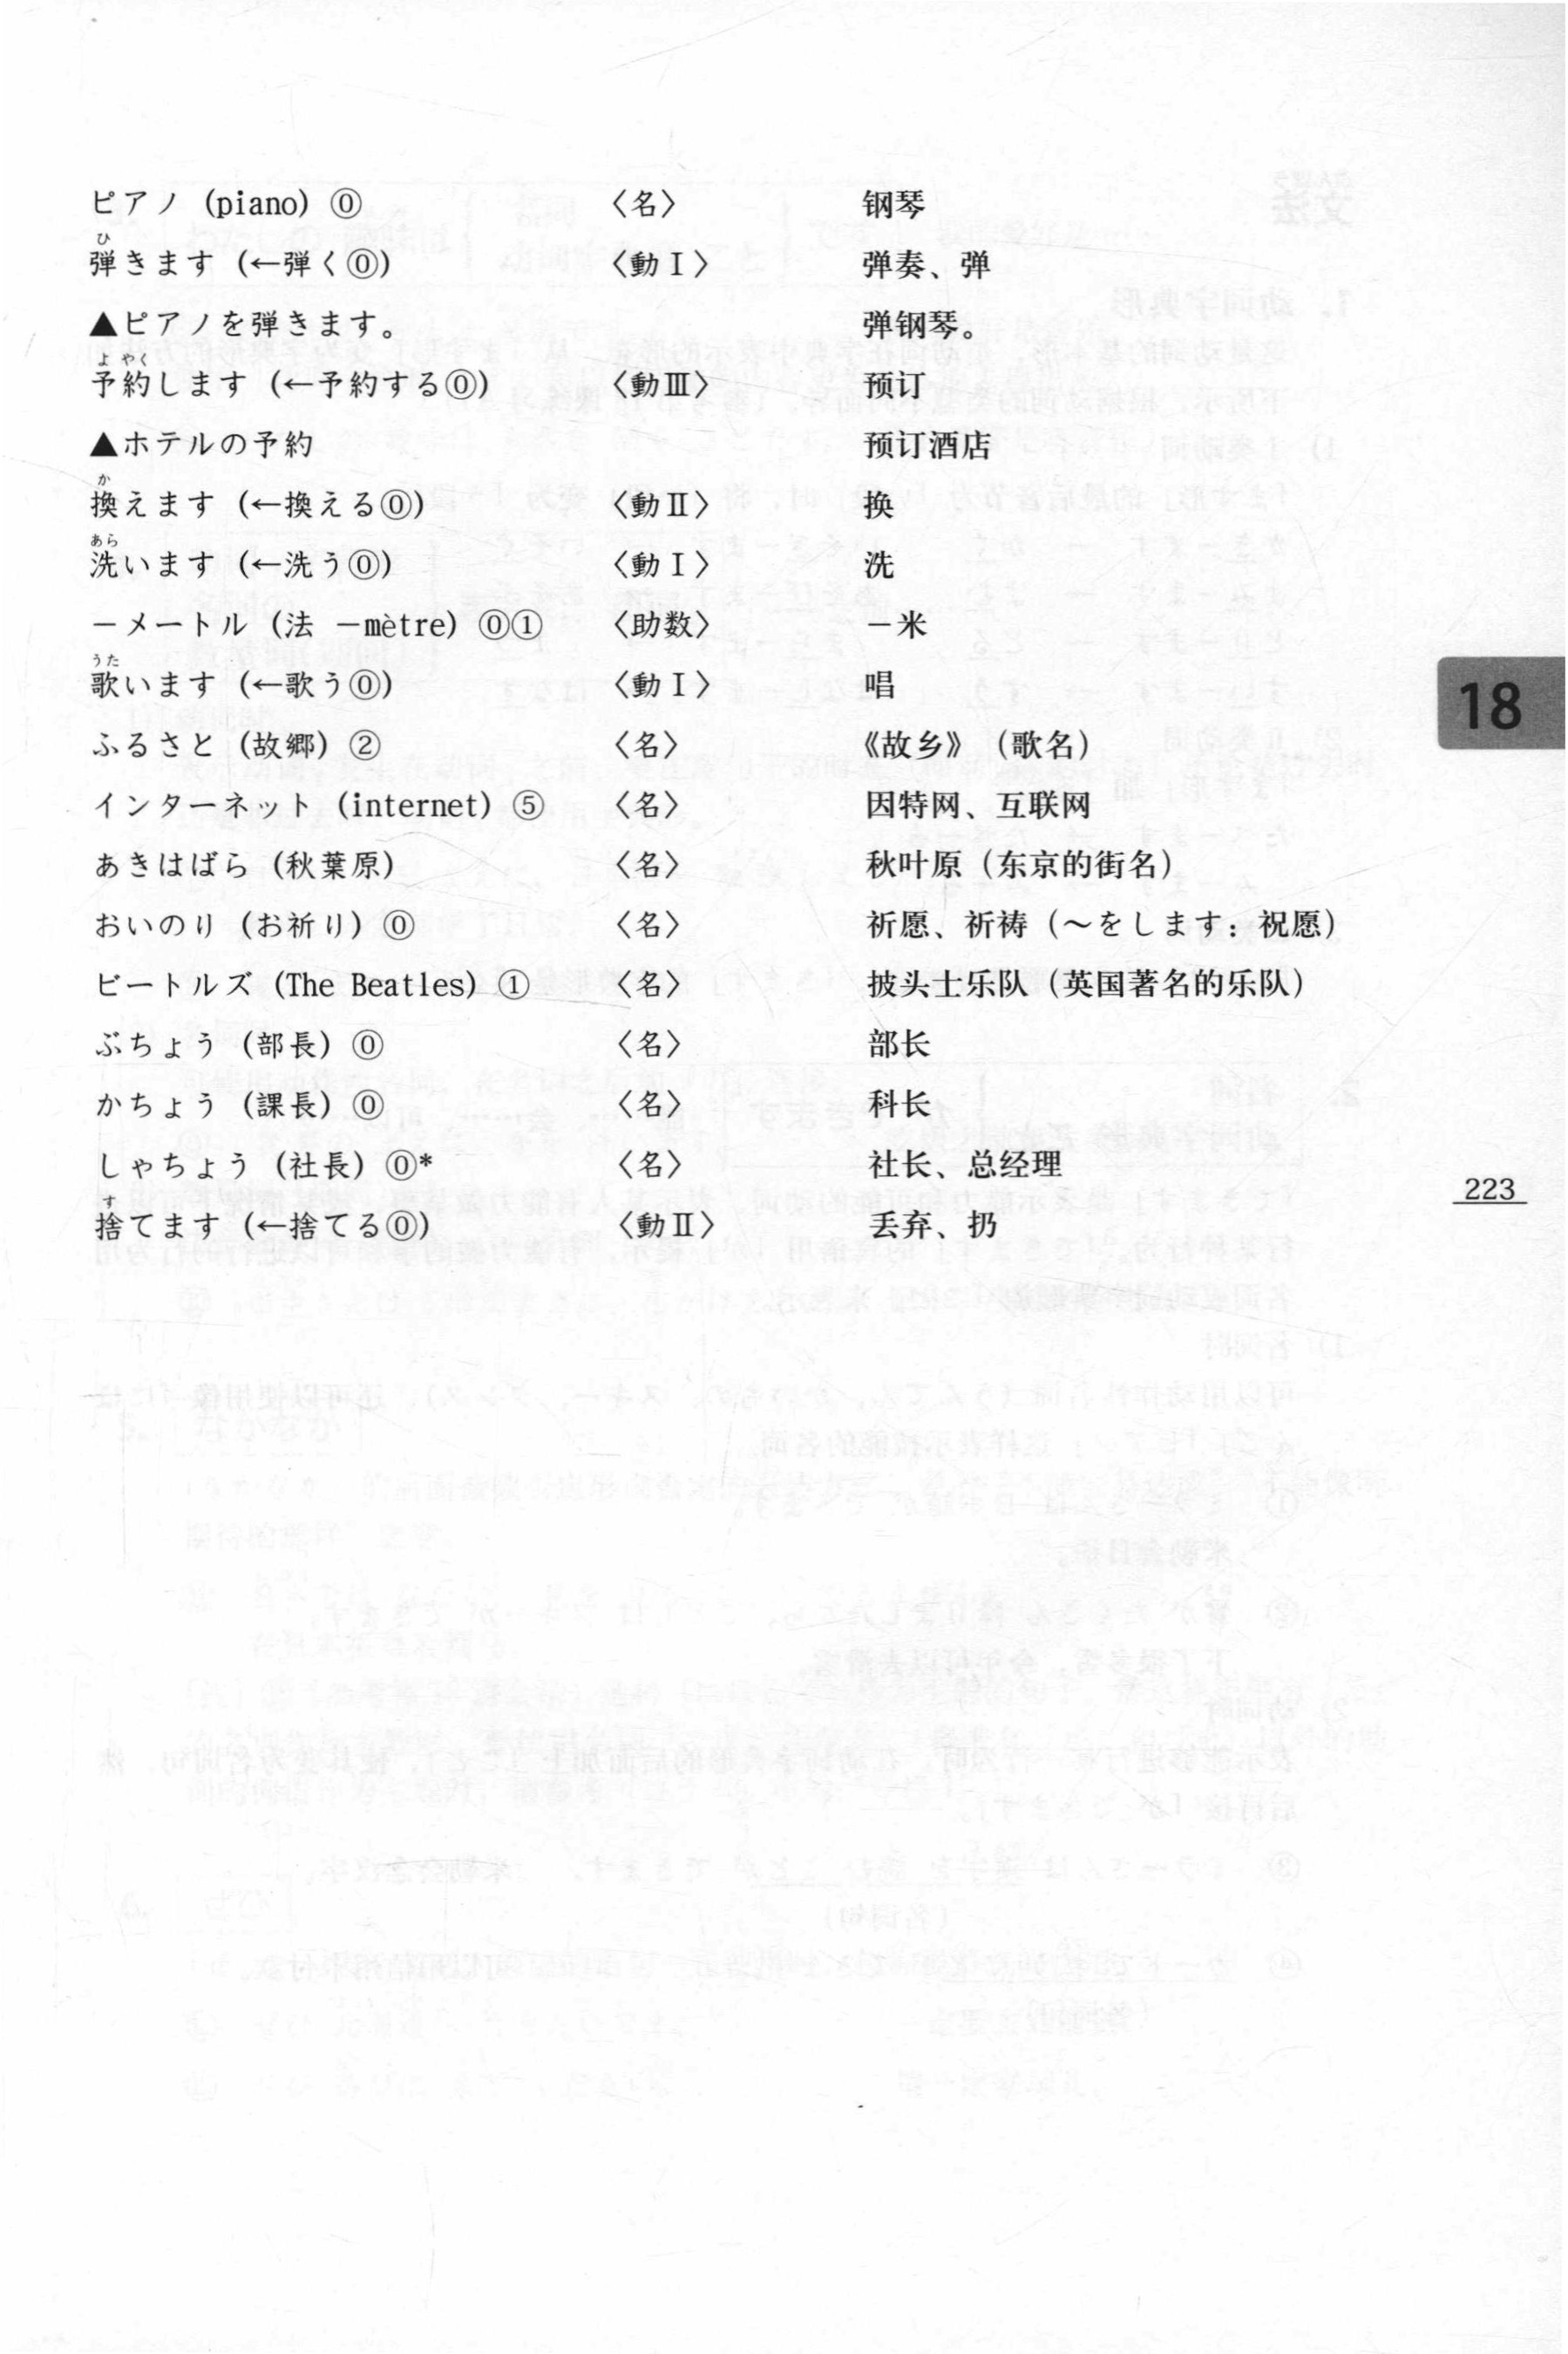 ピアノ (piano) ⓪ 〈名〉 钢琴
弾きます (←弾く⓪) 〈動Ⅰ〉 弹奏、弹
▲ピアノを弾きます。 弹钢琴。
予約します (←予約する⓪) 〈動Ⅲ〉 预订
▲ホテルの予約 预订酒店
換えます (←換える⓪) 〈動Ⅱ〉 换
洗います (←洗う⓪) 〈動Ⅰ〉 洗
－メートル (法 －mètre) ⓪① 〈助数〉 －米
歌います (←歌う⓪) 〈動Ⅰ〉 唱
ふるさと (故郷) ② 〈名〉 《故乡》（歌名）
インターネット (internet) ⑤ 〈名〉 因特网、互联网
あきはばら (秋葉原) 〈名〉 秋叶原（东京的街名）
おいのり (お祈り) ⓪ 〈名〉 祈愿、祈祷（～をします：祝愿）
ビートルズ (The Beatles) ① 〈名〉 披头士乐队（英国著名的乐队）
ぶちょう (部長) ⓪ 〈名〉 部长
かちょう (課長) ⓪ 〈名〉 科长
しゃちょう (社長) ⓪* 〈名〉 社长、总经理
捨てます (←捨てる⓪) 〈動Ⅱ〉 丢弃、扔
18
223